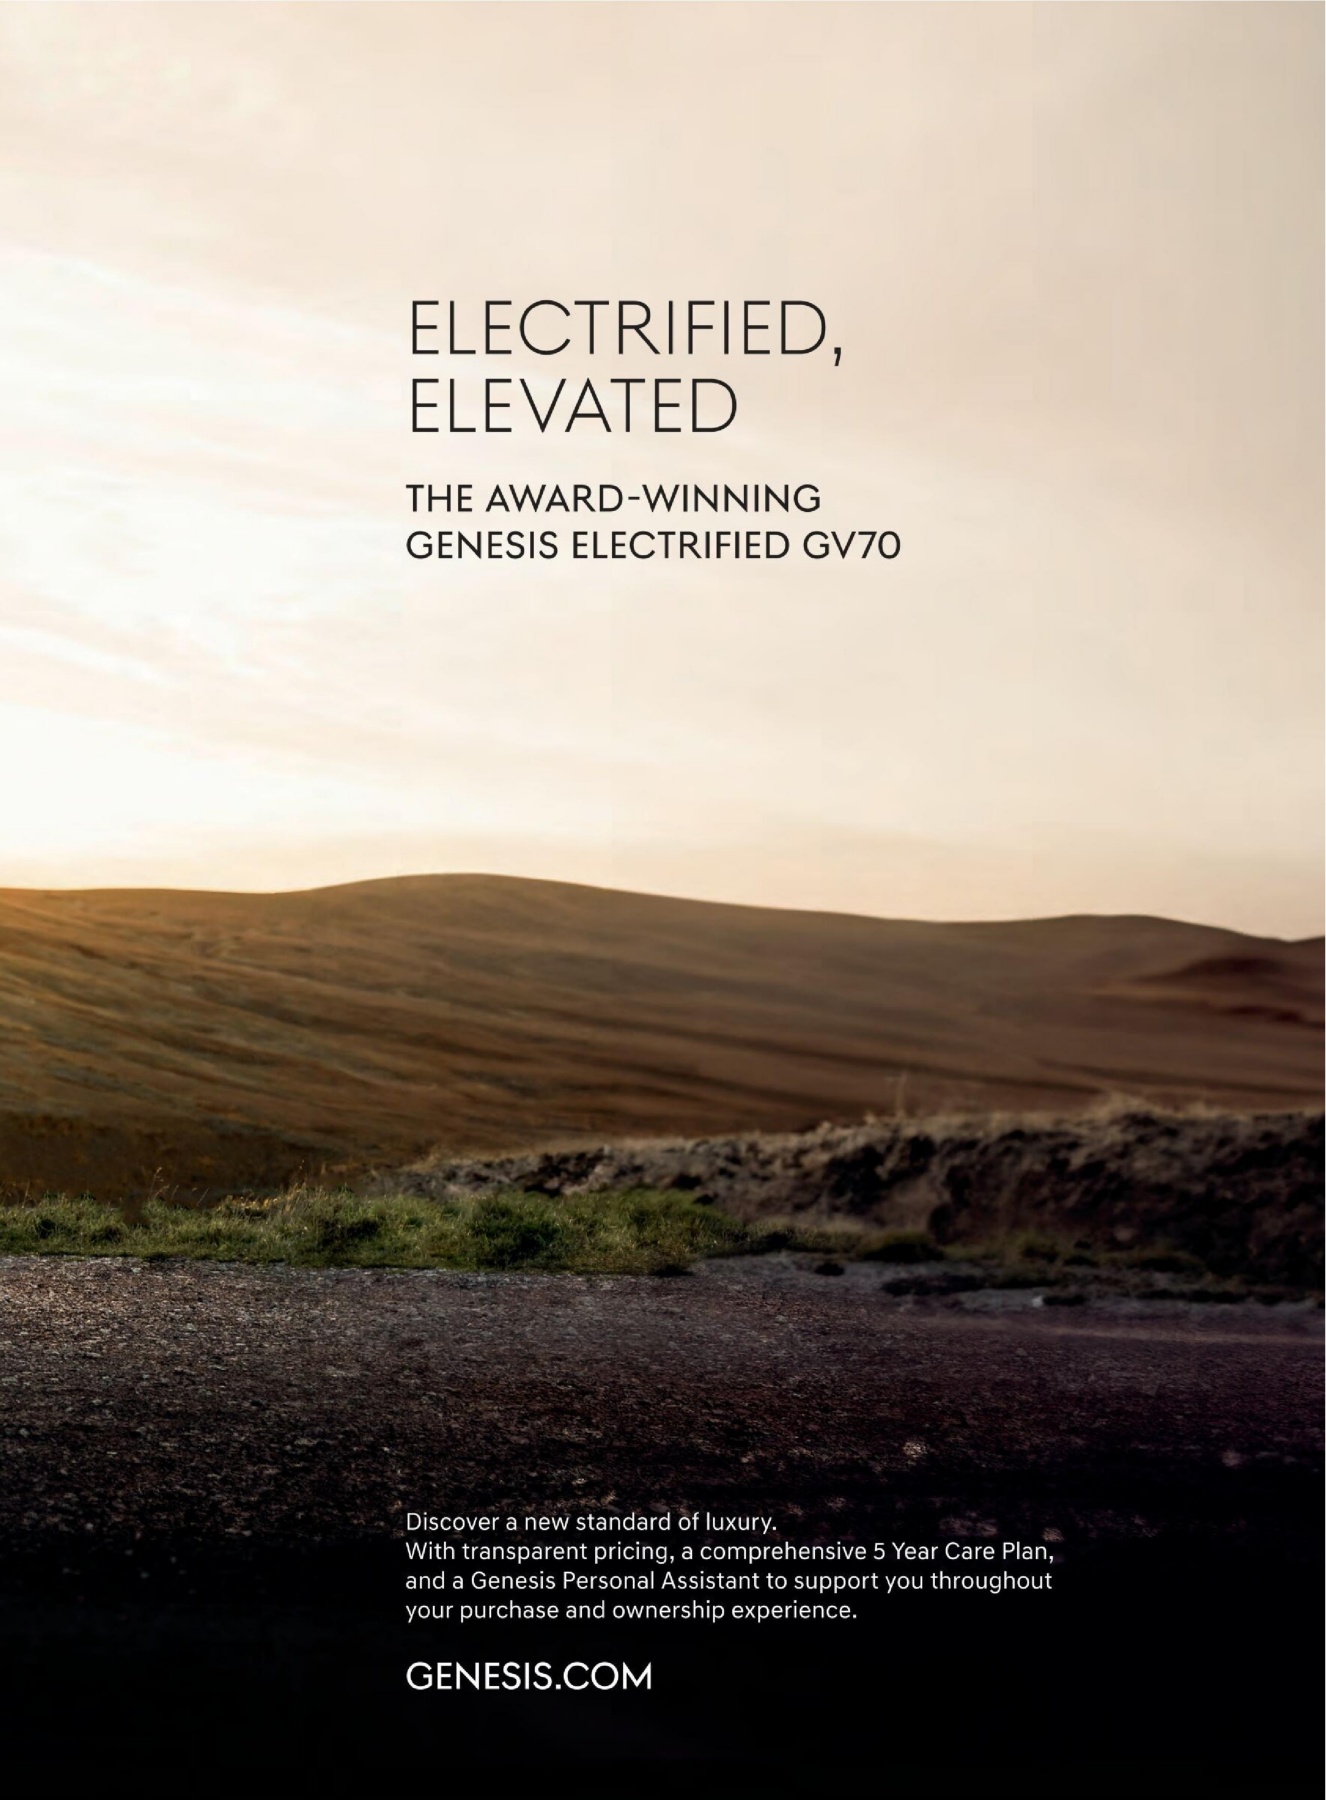 ELECTRIFIED,
ELEVATED
THE AWARD-WINNING
GENESIS ELECTRIFIED GV70
Discover a new standard of luxury.
With transparent pricing, a comprehensive 5 Year Care Plan,
and a Genesis Personal Assistant to support you throughout
your purchase and ownership experience.
GENESIS.COM